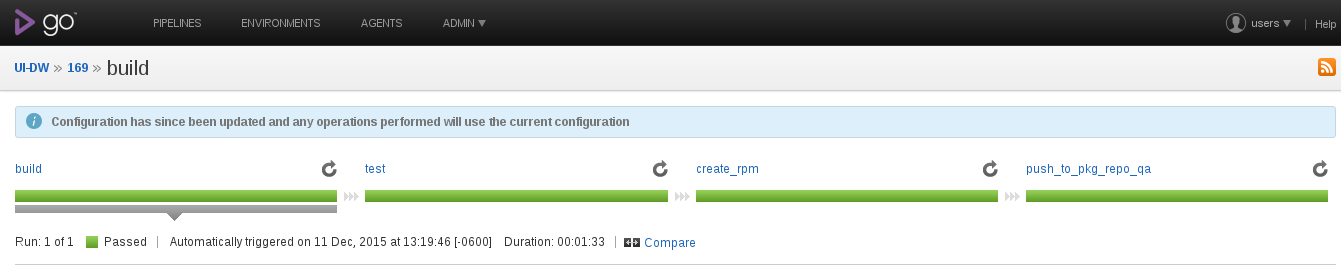 go™ PIPELINES ENVIRONMENTS AGENTS ADMIN users | Help
UI-DW » 169 » build
i Configuration has since been updated and any operations performed will use the current configuration
build test create_rpm push_to_pkg_repo_qa
Run: 1 of 1 Passed | Automatically triggered on 11 Dec, 2015 at 13:19:46 [-0600] Duration: 00:01:33 | Compare